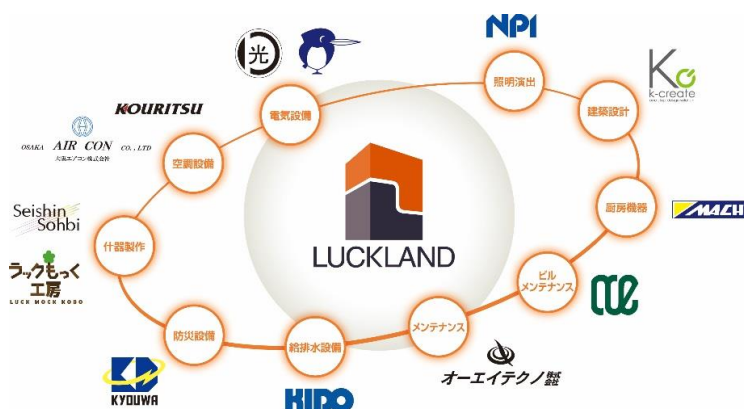 NPI
光
照明演出
K
k-create
KOURITSU
電気設備
建築設計
OSAKA AIR CON CO.,LTD
大阪エアコン株式会社
空調設備
厨房機器
MACH
Seishin
Sohbi
什器製作
LUCKLAND
ラックもっく
工房
LUCK MOCK KOBO
ビル
メンテナンス
メンテナンス
防災設備
給排水設備
オーエイテクノ株式会社
KYOUWA
KIDO